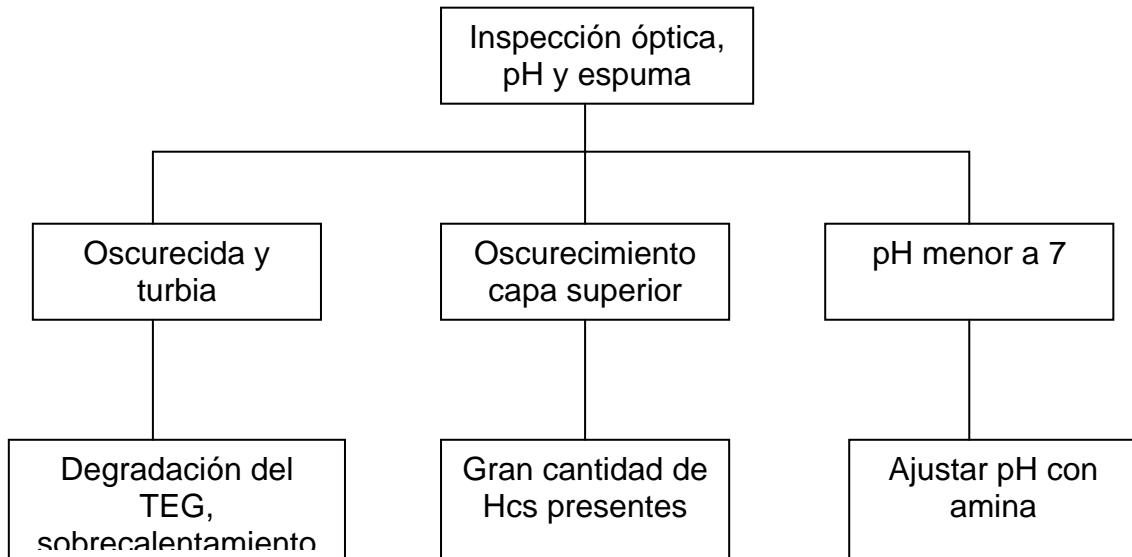 Inspección óptica,
pH y espuma
Oscurecida y
turbia
Oscurecimiento
capa superior
pH menor a 7
Degradación del
TEG,
sobrecalentamiento
Gran cantidad de
Hcs presentes
Ajustar pH con
amina